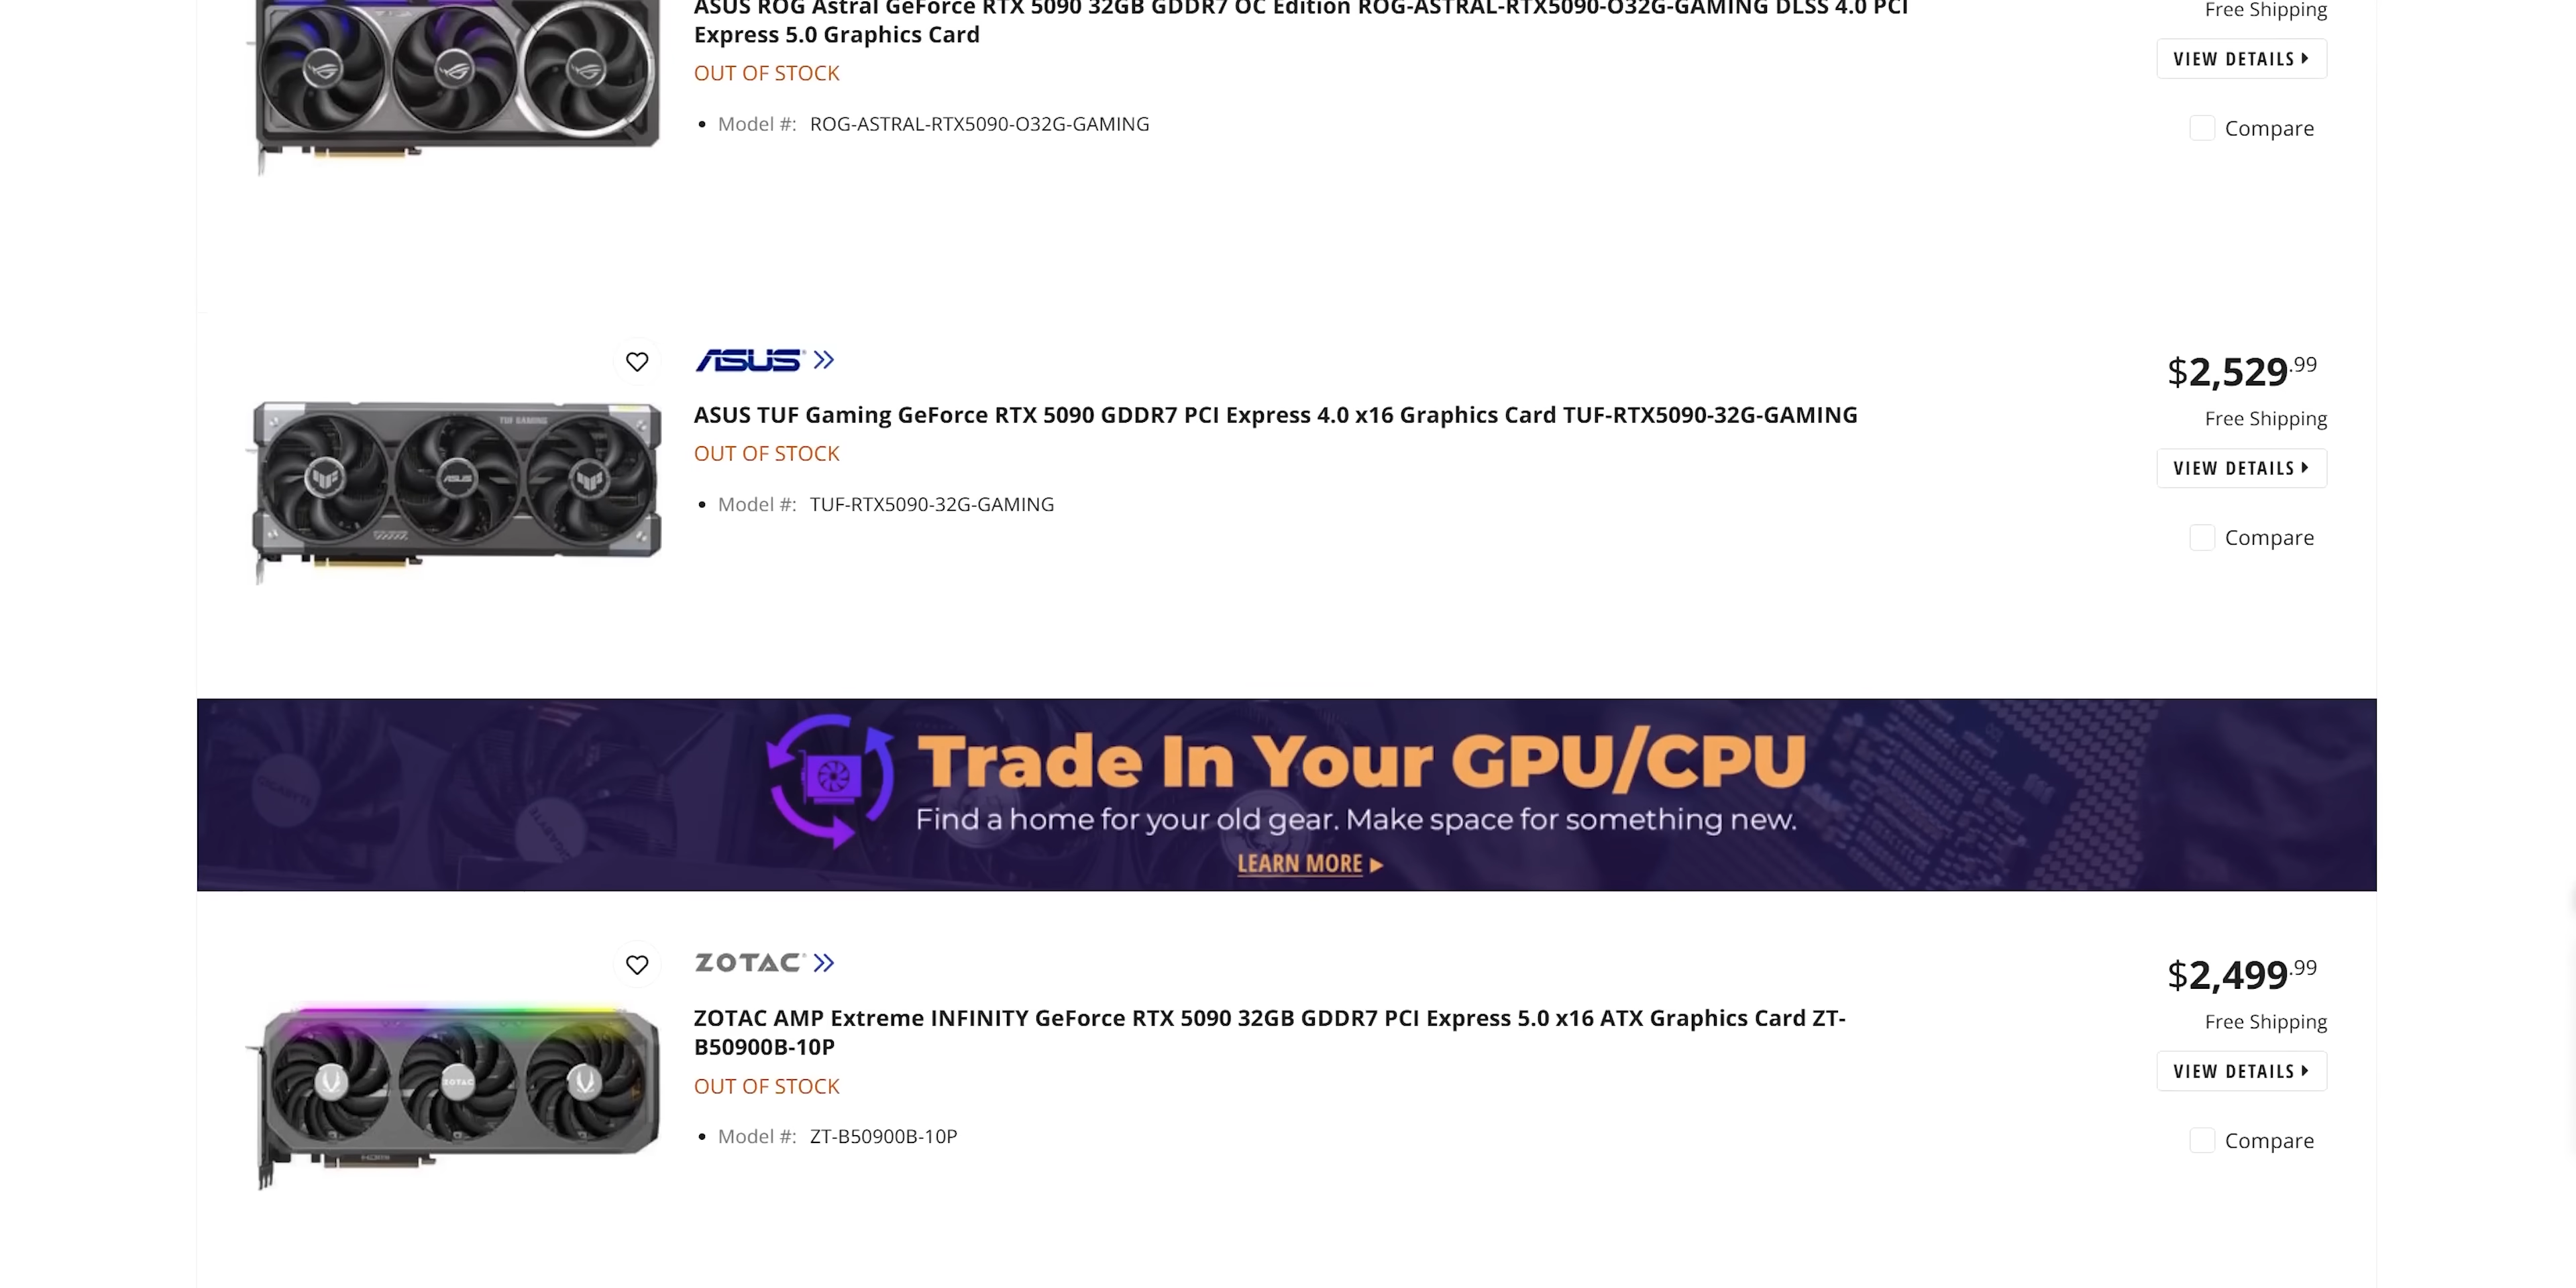 ASUS ROG Astral GeForce RTX 5090 32GB GDDR7 OC Edition ROG-ASTRAL-RTX5090-O32G-GAMING DLSS 4.0 PCI
Express 5.0 Graphics Card
OUT OF STOCK
Model #: ROG-ASTRAL-RTX5090-O32G-GAMING
Free Shipping
VIEW DETAILS
Compare
ASUS
ASUS TUF Gaming GeForce RTX 5090 GDDR7 PCI Express 4.0 x16 Graphics Card TUF-RTX5090-32G-GAMING
OUT OF STOCK
Model #: TUF-RTX5090-32G-GAMING
$2,529.99
Free Shipping
VIEW DETAILS
Compare
TUF GAMING
ASUS
GIGABYTE
GIGABYTE
Trade In Your GPU/CPU
Find a home for your old gear. Make space for something new.
LEARN MORE
ZOTAC
ZOTAC AMP Extreme INFINITY GeForce RTX 5090 32GB GDDR7 PCI Express 5.0 x16 ATX Graphics Card ZT-
B50900B-10P
OUT OF STOCK
Model #: ZT-B50900B-10P
$2,499.99
Free Shipping
VIEW DETAILS
Compare
ZOTAC